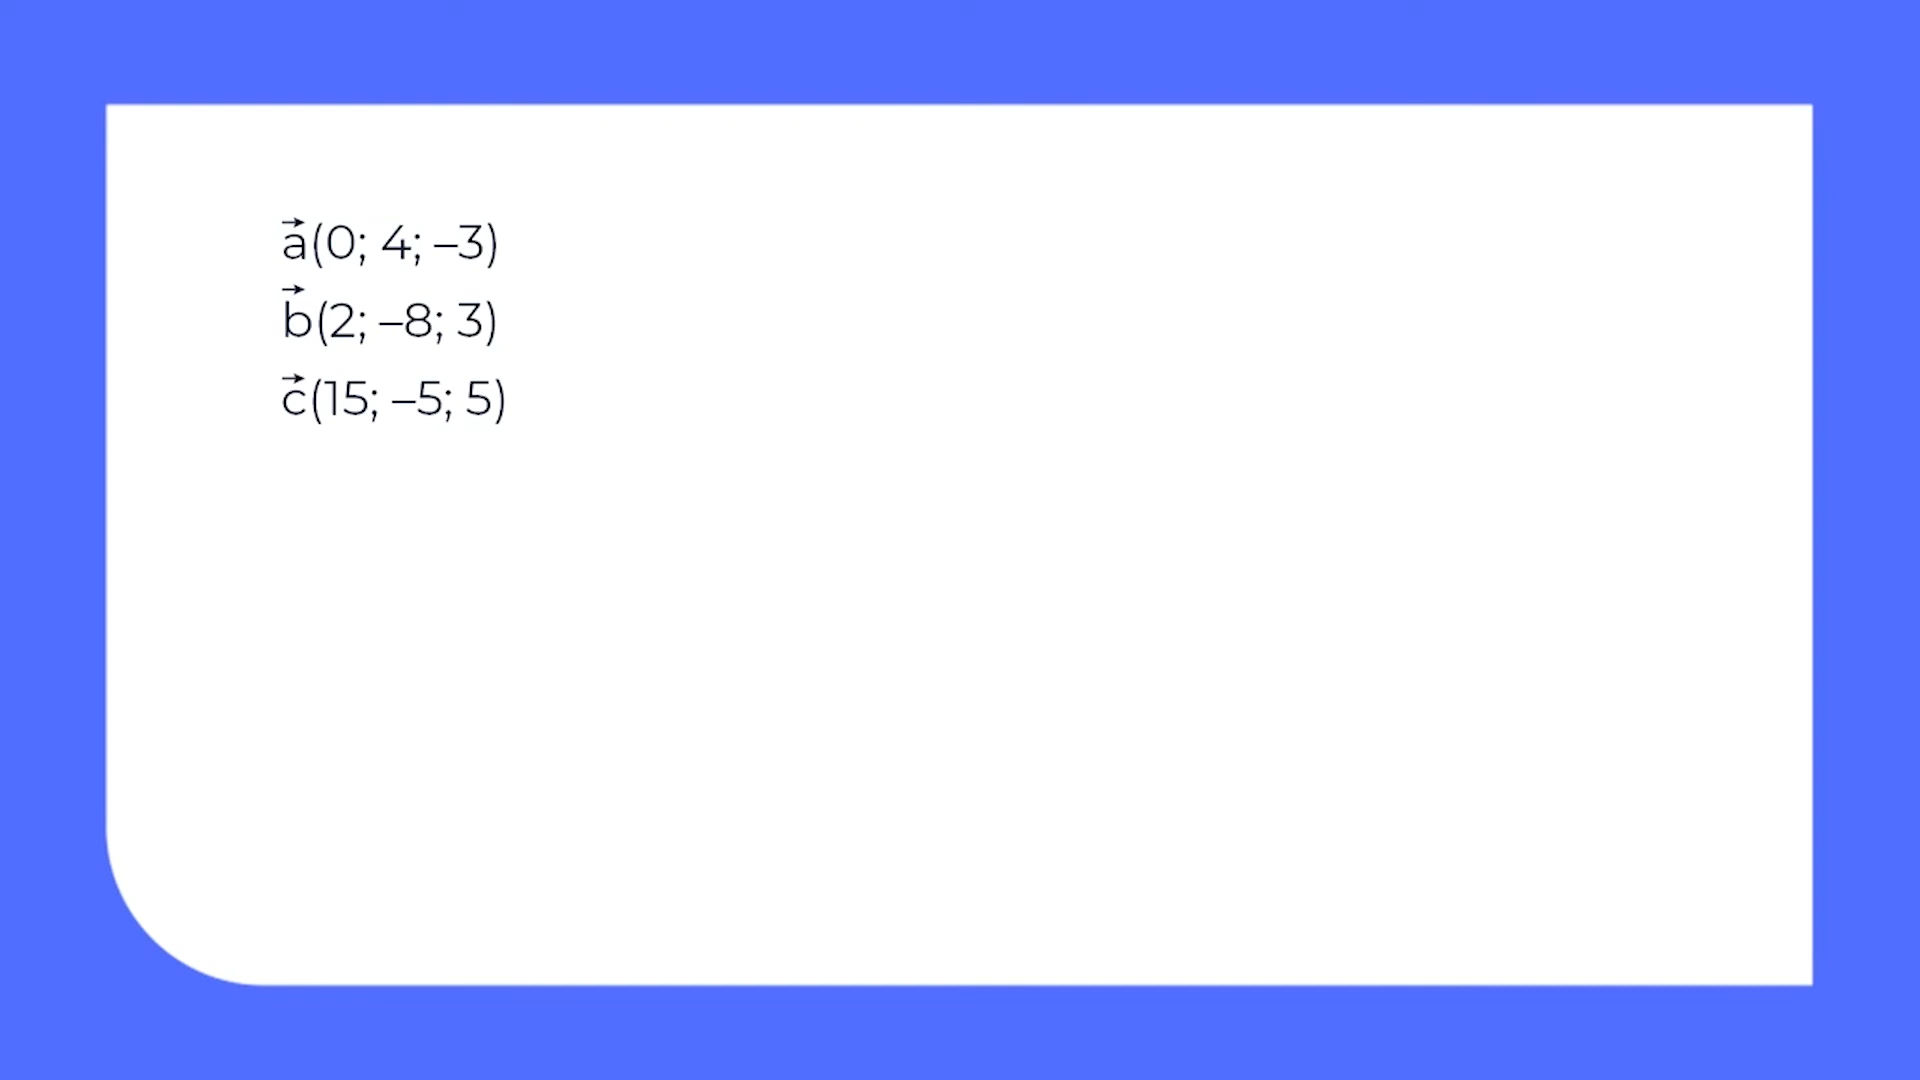 a⃗(0; 4; –3)
b⃗(2; –8; 3)
c⃗(15; –5; 5)